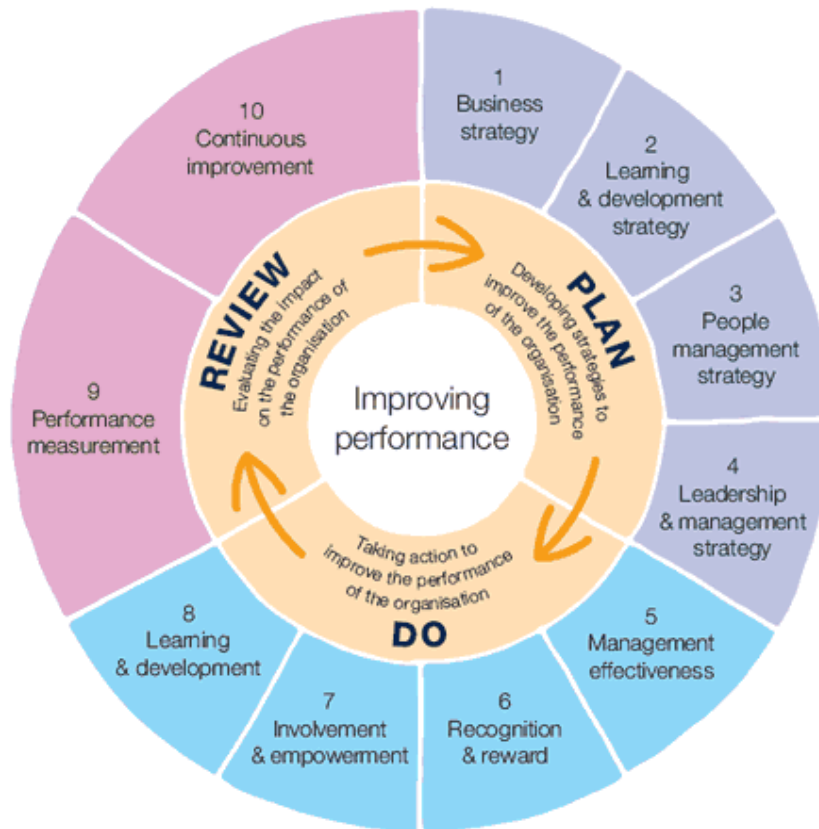 1
Business
strategy
2
Learning
& development
strategy
3
People
management
strategy
4
Leadership
& management
strategy
5
Management
effectiveness
6
Recognition
& reward
7
Involvement
& empowerment
8
Learning
& development
9
Performance
measurement
10
Continuous
improvement
PLAN
Developing strategies to
improve the performance
of the organisation
DO
Taking action to
improve the performance
of the organisation
REVIEW
Evaluating the impact
on the performance of
the organisation
Improving
performance